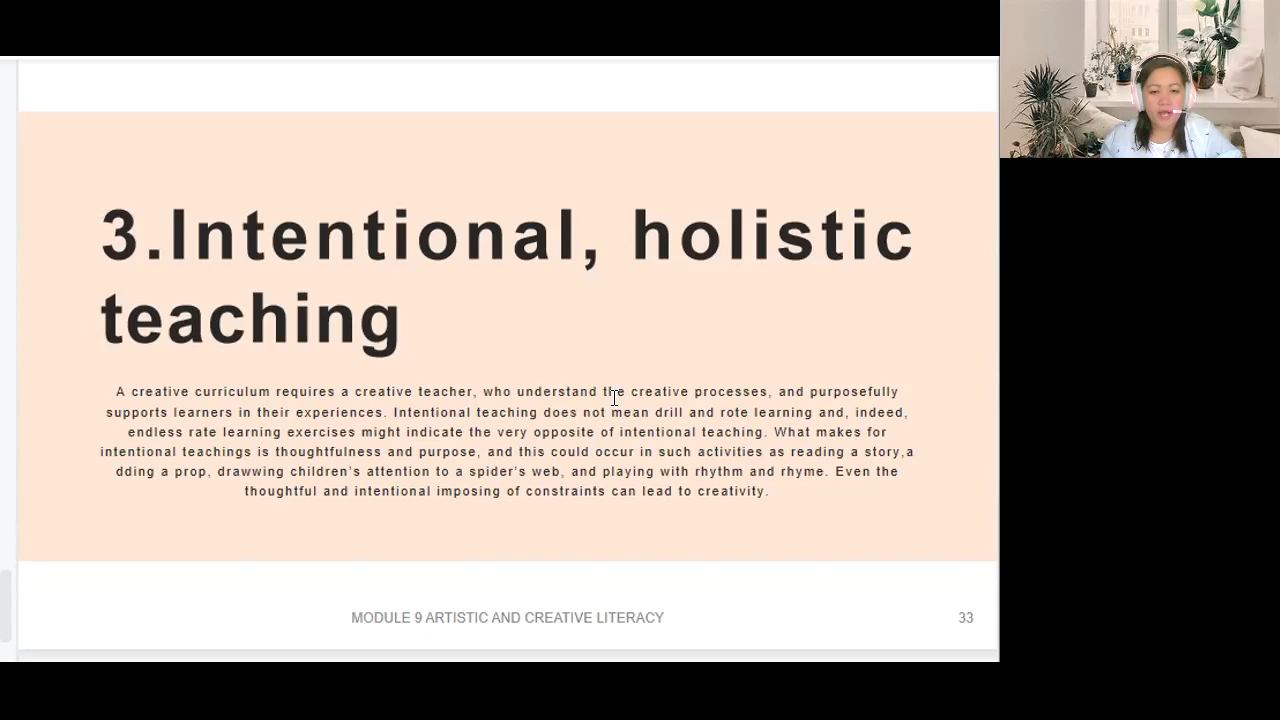 3.Intentional, holistic
teaching
A creative curriculum requires a creative teacher, who understand the creative processes, and purposefully
supports learners in their experiences. Intentional teaching does not mean drill and rote learning and, indeed,
endless rate learning exercises might indicate the very opposite of intentional teaching. What makes for
intentional teachings is thoughtfulness and purpose, and this could occur in such activities as reading a story,a
dding a prop, drawwing children's attention to a spider's web, and playing with rhythm and rhyme. Even the
thoughtful and intentional imposing of constraints can lead to creativity.
MODULE 9 ARTISTIC AND CREATIVE LITERACY
33